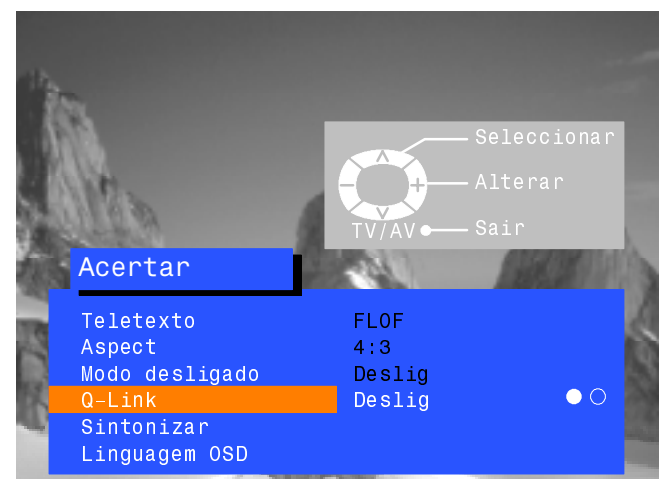 Seleccionar
Alterar
TV/AV Sair
Acertar
Teletexto FLOF
Aspect 4:3
Modo desligado Deslig
Q-Link Deslig
Sintonizar
Linguagem OSD